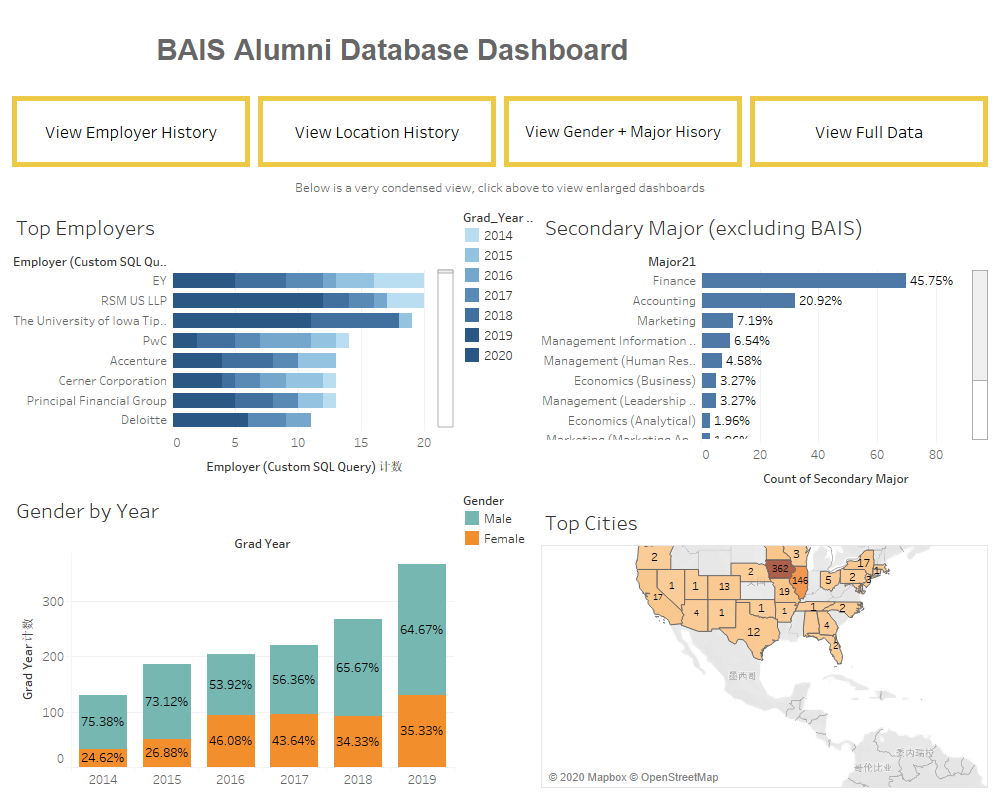 BAIS Alumni Database Dashboard
View Employer History
View Location History
View Gender + Major Hisory
View Full Data
Below is a very condensed view, click above to view enlarged dashboards
Top Employers
Employer (Custom SQL Qu..
EY
RSM US LLP
The University of Iowa Tip..
PwC
Accenture
Cerner Corporation
Principal Financial Group
Deloitte
0 5 10 15 20
Employer (Custom SQL Query) 计数
Grad_Year ..
2014
2015
2016
2017
2018
2019
2020
Secondary Major (excluding BAIS)
Major21
Finance 45.75%
Accounting 20.92%
Marketing 7.19%
Management Information .. 6.54%
Management (Human Res.. 4.58%
Economics (Business) 3.27%
Management (Leadership .. 3.27%
Economics (Analytical) 1.96%
Marketing (Marketing An.. 1.96%
0 20 40 60 80
Count of Secondary Major
Gender by Year
Grad Year
Grad Year 计数
300
200
100
0
75.38%
24.62%
73.12%
26.88%
53.92%
46.08%
56.36%
43.64%
65.67%
34.33%
64.67%
35.33%
2014 2015 2016 2017 2018 2019
Gender
Male
Female
Top Cities
2
3
17
2
362
146
5
2
3
1
17
1
1
13
19
4
1
1
1
1
2
12
4
2
墨西哥
委内瑞拉
哥伦比亚
© 2020 Mapbox © OpenStreetMap